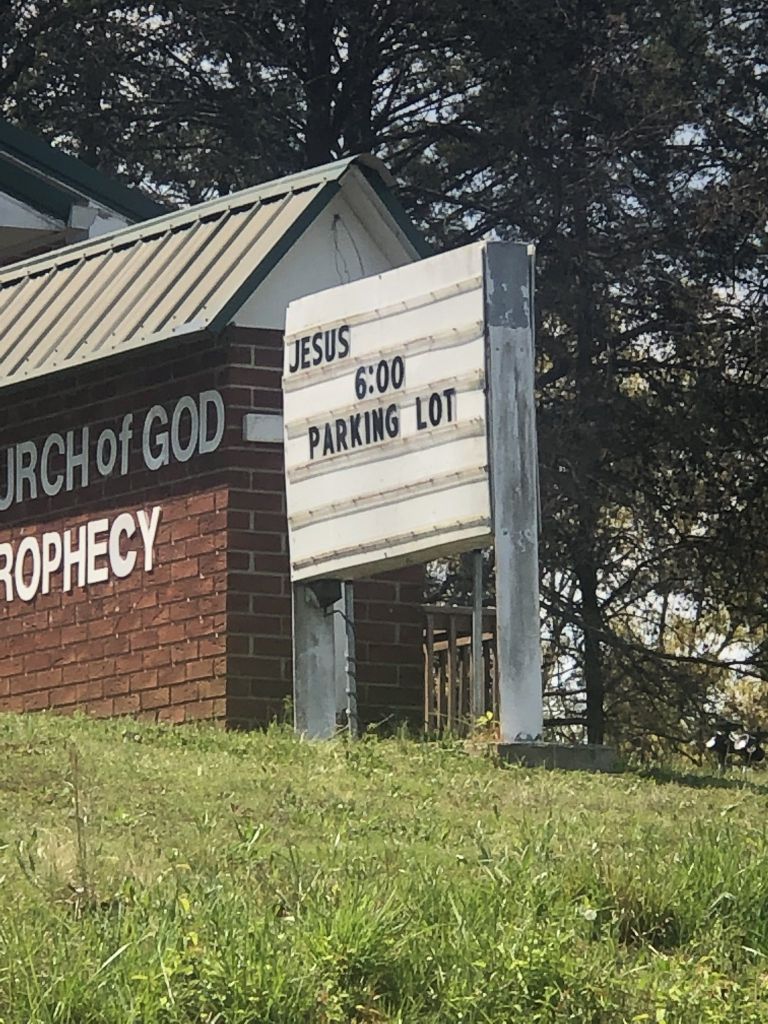 JESUS
6:00
PARKING LOT
URCH of GOD
ROPHECY